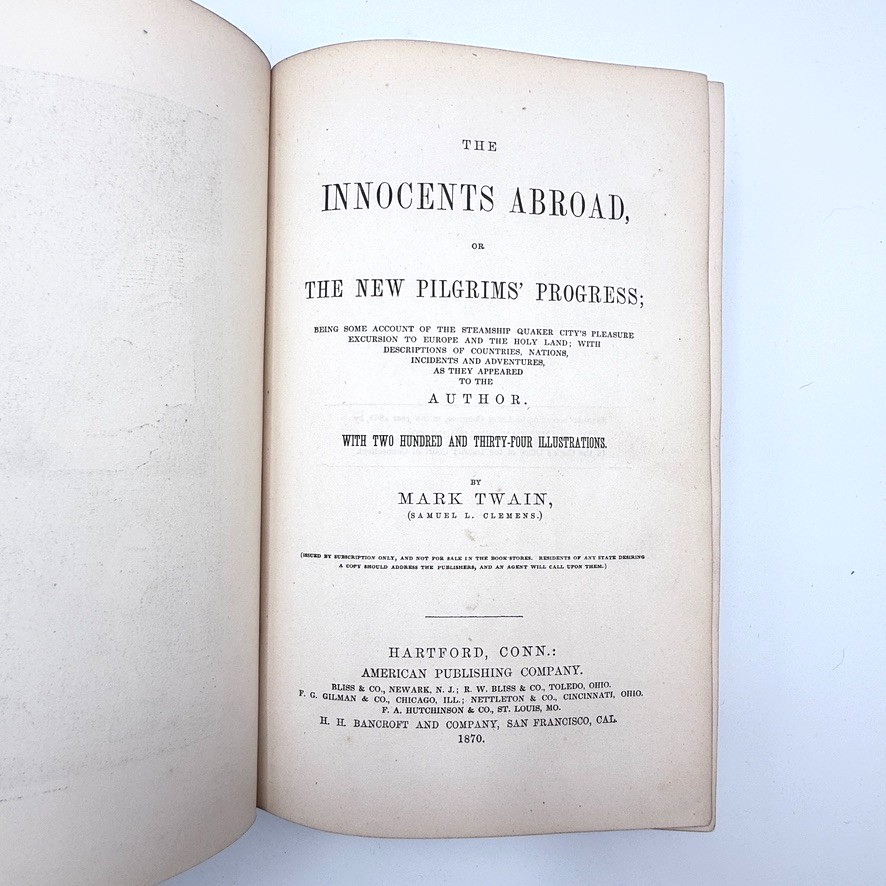 THE
INNOCENTS ABROAD,
OR
THE NEW PILGRIMS' PROGRESS;
BEING SOME ACCOUNT OF THE STEAMSHIP QUAKER CITY'S PLEASURE
EXCURSION TO EUROPE AND THE HOLY LAND; WITH
DESCRIPTIONS OF COUNTRIES, NATIONS,
INCIDENTS AND ADVENTURES,
AS THEY APPEARED
TO THE
AUTHOR.
WITH TWO HUNDRED AND THIRTY-FOUR ILLUSTRATIONS.
BY
MARK TWAIN,
(SAMUEL L. CLEMENS.)
(ISSUED BY SUBSCRIPTION ONLY, AND NOT FOR SALE IN THE BOOK-STORES. RESIDENTS OF ANY STATE DESIRING
A COPY SHOULD ADDRESS THE PUBLISHERS, AND AN AGENT WILL CALL UPON THEM.)
HARTFORD, CONN.:
AMERICAN PUBLISHING COMPANY.
BLISS & CO., NEWARK, N. J.; R. W. BLISS & CO., TOLEDO, OHIO.
F. G. GILMAN & CO., CHICAGO, ILL.; NETTLETON & CO., CINCINNATI, OHIO.
F. A. HUTCHINSON & CO., ST. LOUIS, MO.
H. H. BANCROFT AND COMPANY, SAN FRANCISCO, CAL.
1870.